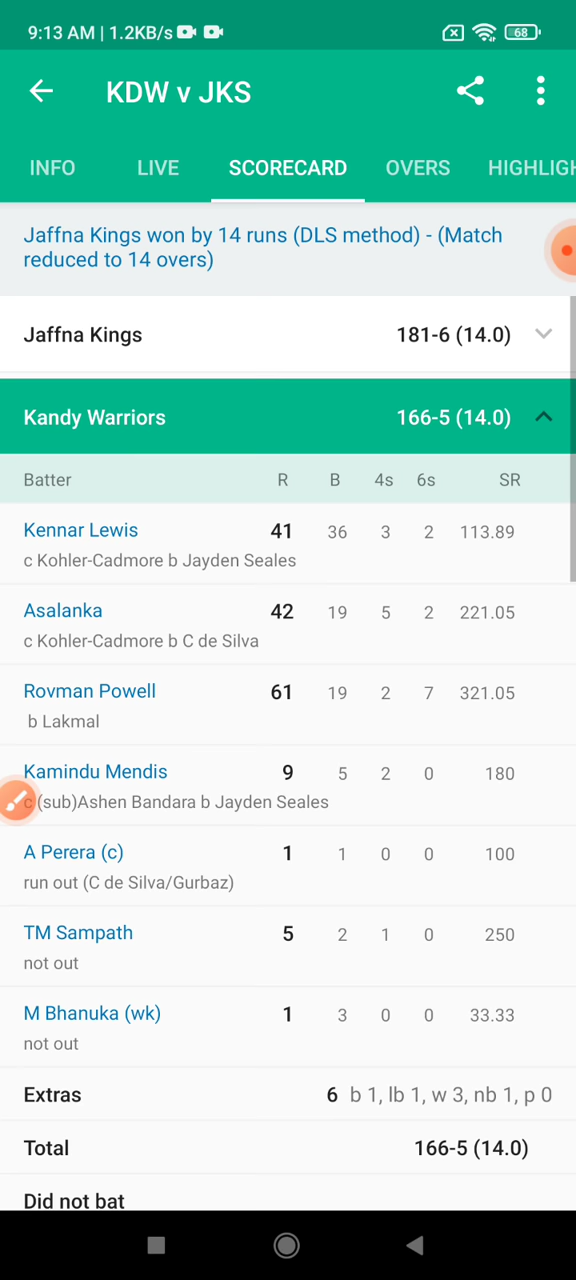 9:13 AM | 1.2KB/s 68
KDW v JKS
INFO LIVE SCORECARD OVERS HIGHLIGH
Jaffna Kings won by 14 runs (DLS method) - (Match
reduced to 14 overs)
Jaffna Kings 181-6 (14.0)
Kandy Warriors 166-5 (14.0)
Batter R B 4s 6s SR
Kennar Lewis 41 36 3 2 113.89
c Kohler-Cadmore b Jayden Seales
Asalanka 42 19 5 2 221.05
c Kohler-Cadmore b C de Silva
Rovman Powell 61 19 2 7 321.05
b Lakmal
Kamindu Mendis 9 5 2 0 180
c (sub)Ashen Bandara b Jayden Seales
A Perera (c) 1 1 0 0 100
run out (C de Silva/Gurbaz)
TM Sampath 5 2 1 0 250
not out
M Bhanuka (wk) 1 3 0 0 33.33
not out
Extras 6 b 1, lb 1, w 3, nb 1, p 0
Total 166-5 (14.0)
Did not bat